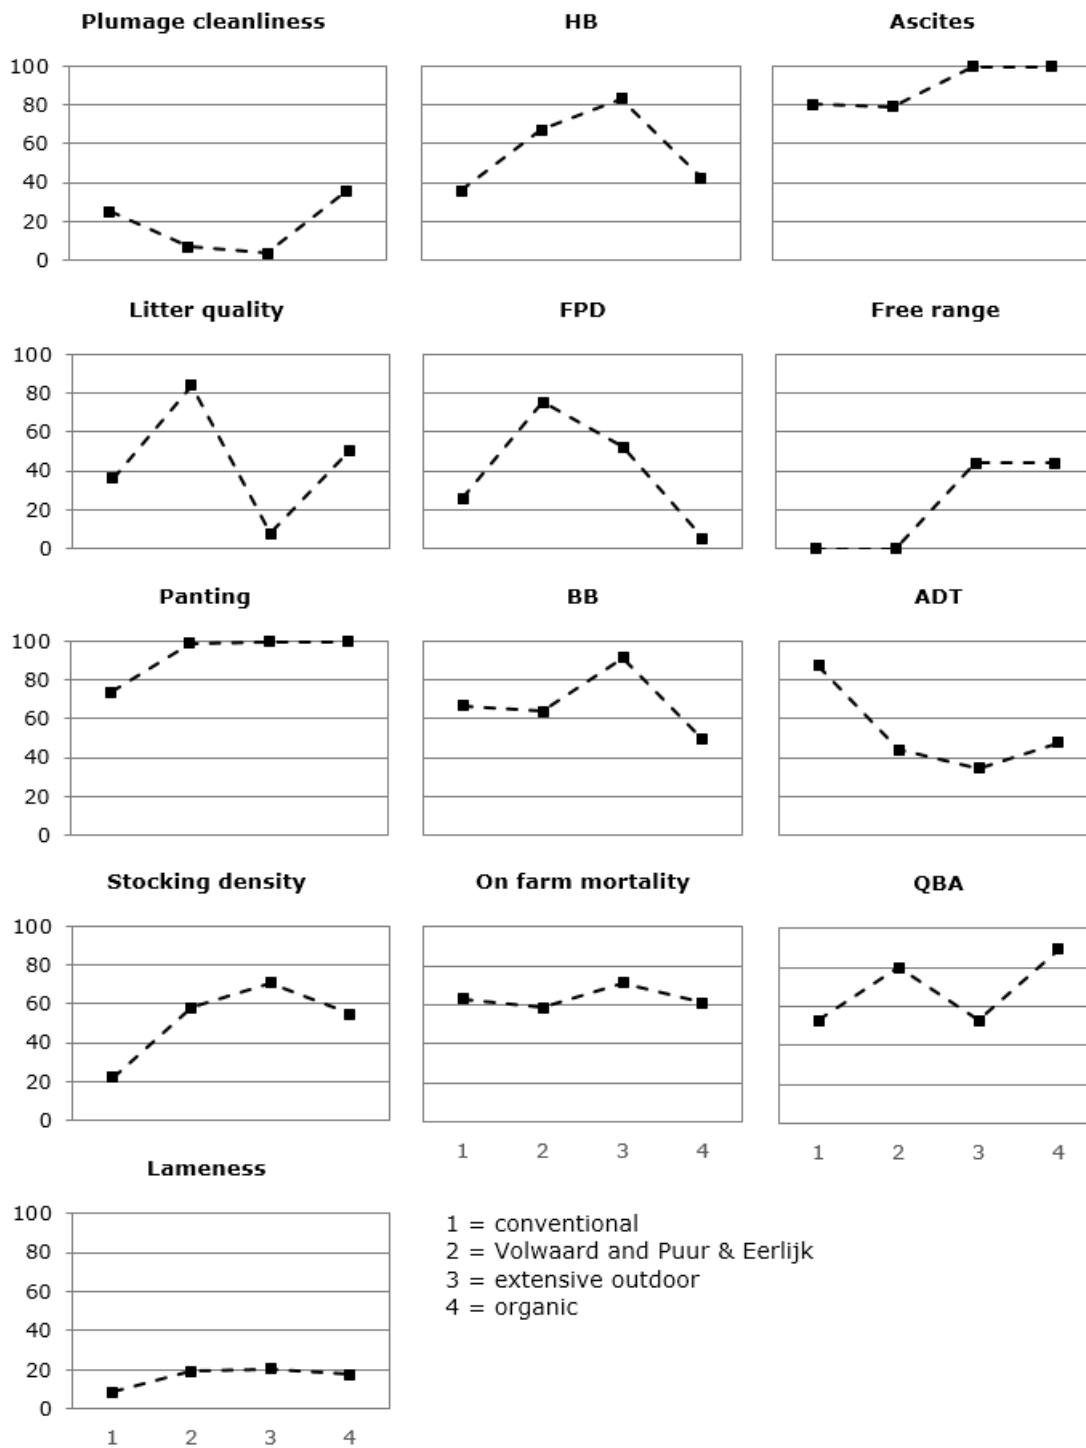 Plumage cleanliness HB Ascites
100
80
60
40
20
0
Litter quality FPD Free range
100
80
60
40
20
0
Panting BB ADT
100
80
60
40
20
0
Stocking density On farm mortality QBA
100
80
60
40
20
0
1 2 3 4 1 2 3 4
Lameness
100
80
60
40
20
0
1 2 3 4
1 = conventional
2 = Volwaard and Puur & Eerlijk
3 = extensive outdoor
4 = organic